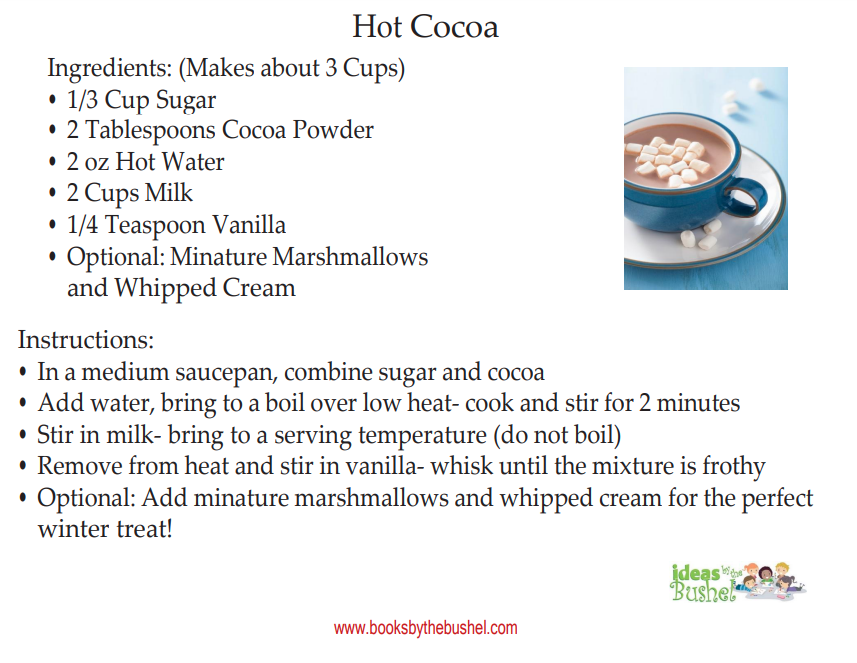 Hot Cocoa
Ingredients: (Makes about 3 Cups)
• 1/3 Cup Sugar
• 2 Tablespoons Cocoa Powder
• 2 oz Hot Water
• 2 Cups Milk
• 1/4 Teaspoon Vanilla
• Optional: Minature Marshmallows
and Whipped Cream
Instructions:
• In a medium saucepan, combine sugar and cocoa
• Add water, bring to a boil over low heat- cook and stir for 2 minutes
• Stir in milk- bring to a serving temperature (do not boil)
• Remove from heat and stir in vanilla- whisk until the mixture is frothy
• Optional: Add minature marshmallows and whipped cream for the perfect
winter treat!
ideas by the
Bushel
www.booksbythebushel.com